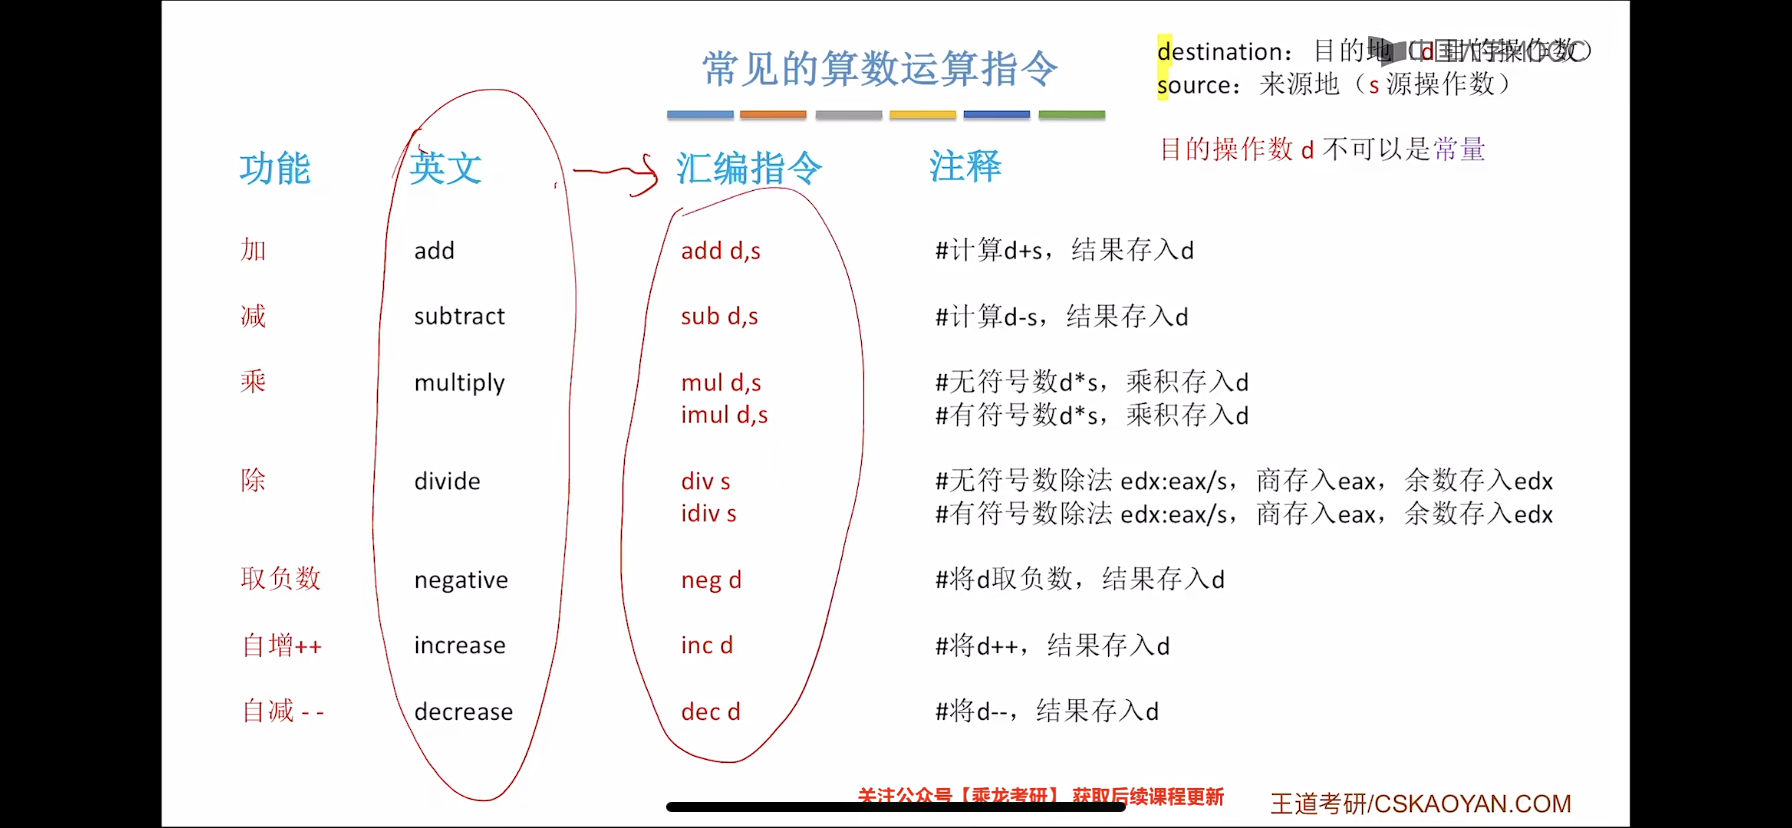 常见的算数运算指令
destination：目的地（d 目的操作数）
source：来源地（s 源操作数）
目的操作数 d 不可以是常量
功能 英文 汇编指令 注释
加 add add d,s #计算d+s，结果存入d
减 subtract sub d,s #计算d-s，结果存入d
乘 multiply mul d,s #无符号数d*s，乘积存入d
imul d,s #有符号数d*s，乘积存入d
除 divide div s #无符号数除法 edx:eax/s，商存入eax，余数存入edx
idiv s #有符号数除法 edx:eax/s，商存入eax，余数存入edx
取负数 negative neg d #将d取负数，结果存入d
自增++ increase inc d #将d++，结果存入d
自减 - - decrease dec d #将d--，结果存入d
关注公众号【乘龙考研】 获取后续课程更新
王道考研/CSKAOYAN.COM